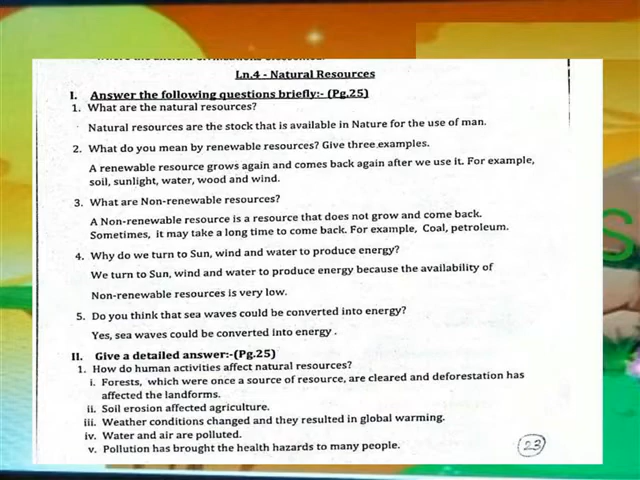 Ln.4 - Natural Resources
I. Answer the following questions briefly:- (Pg.25)
1. What are the natural resources?
Natural resources are the stock that is available in Nature for the use of man.
2. What do you mean by renewable resources? Give three examples.
A renewable resource grows again and comes back again after we use it. For example,
soil, sunlight, water, wood and wind.
3. What are Non-renewable resources?
A Non-renewable resource is a resource that does not grow and come back.
Sometimes, it may take a long time to come back. For example, Coal, petroleum.
4. Why do we turn to Sun, wind and water to produce energy?
We turn to Sun, wind and water to produce energy because the availability of
Non-renewable resources is very low.
5. Do you think that sea waves could be converted into energy?
Yes, sea waves could be converted into energy .
II. Give a detailed answer:-(Pg.25)
1. How do human activities affect natural resources?
i. Forests, which were once a source of resource, are cleared and deforestation has
affected the landforms.
ii. Soil erosion affected agriculture.
iii. Weather conditions changed and they resulted in global warming.
iv. Water and air are polluted.
v. Pollution has brought the health hazards to many people.
23
S